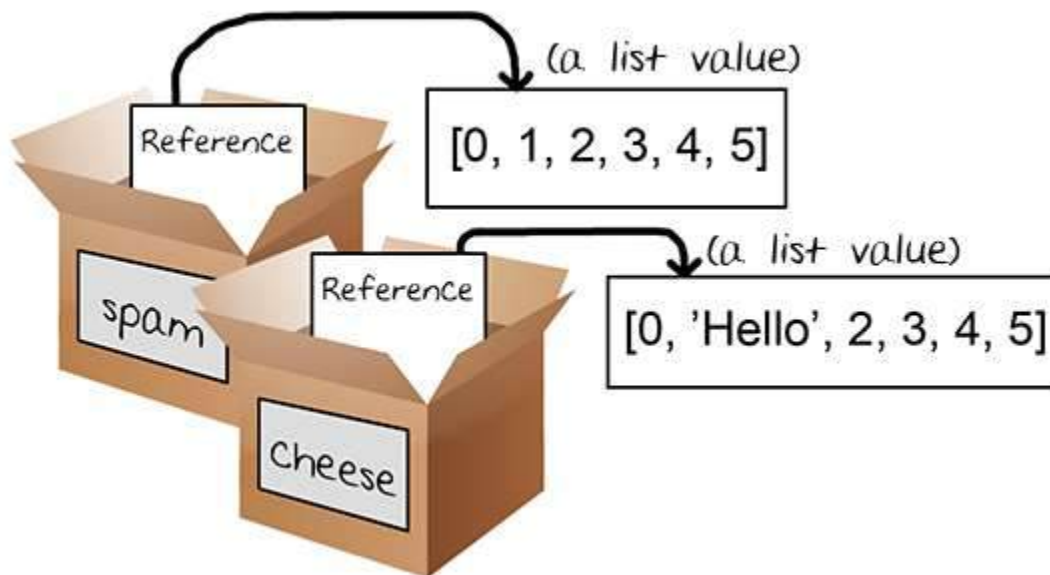 (a list value)
Reference
[0, 1, 2, 3, 4, 5]
spam
(a list value)
Reference
[0, ’Hello’, 2, 3, 4, 5]
Cheese